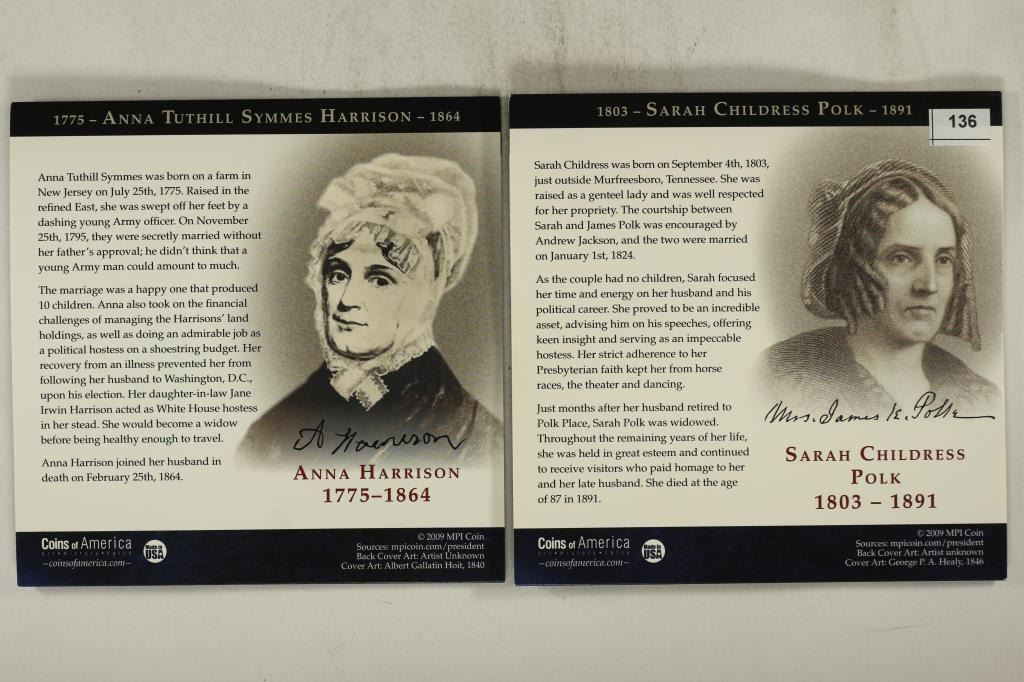 1775 – Anna Tuthill Symmes Harrison – 1864
Anna Tuthill Symmes was born on a farm in
New Jersey on July 25th, 1775. Raised in the
refined East, she was swept off her feet by a
dashing young Army officer. On November
25th, 1795, they were secretly married without
her father's approval; he didn't think that a
young Army man could amount to much.
The marriage was a happy one that produced
10 children. Anna also took on the financial
challenges of managing the Harrisons' land
holdings, as well as doing an admirable job as
a political hostess on a shoestring budget. Her
recovery from an illness prevented her from
following her husband to Washington, D.C.,
upon his election. Her daughter-in-law Jane
Irwin Harrison acted as White House hostess
in her stead. She would become a widow
before being healthy enough to travel.
Anna Harrison joined her husband in
death on February 25th, 1864.
A Harrison
Anna Harrison
1775–1864
Coins of America
Art • History • Value
–coinsofamerica.com–
Made in
USA
© 2009 MPI Coin
Sources: mpicoin.com/president
Back Cover Art: Artist Unknown
Cover Art: Albert Gallatin Hoit, 1840
1803 – Sarah Childress Polk – 1891
136
Sarah Childress was born on September 4th, 1803,
just outside Murfreesboro, Tennessee. She was
raised as a genteel lady and was well respected
for her propriety. The courtship between
Sarah and James Polk was encouraged by
Andrew Jackson, and the two were married
on January 1st, 1824.
As the couple had no children, Sarah focused
her time and energy on her husband and his
political career. She proved to be an incredible
asset, advising him on his speeches, offering
keen insight and serving as an impeccable
hostess. Her strict adherence to her
Presbyterian faith kept her from horse
races, the theater and dancing.
Just months after her husband retired to
Polk Place, Sarah Polk was widowed.
Throughout the remaining years of her life,
she was held in great esteem and continued
to receive visitors who paid homage to her
and her late husband. She died at the age
of 87 in 1891.
Mrs. James K. Polk
Sarah Childress
Polk
1803 – 1891
Coins of America
Art • History • Value
–coinsofamerica.com–
Made in
USA
© 2009 MPI Coin
Sources: mpicoin.com/president
Back Cover Art: Artist unknown
Cover Art: George P. A. Healy, 1846